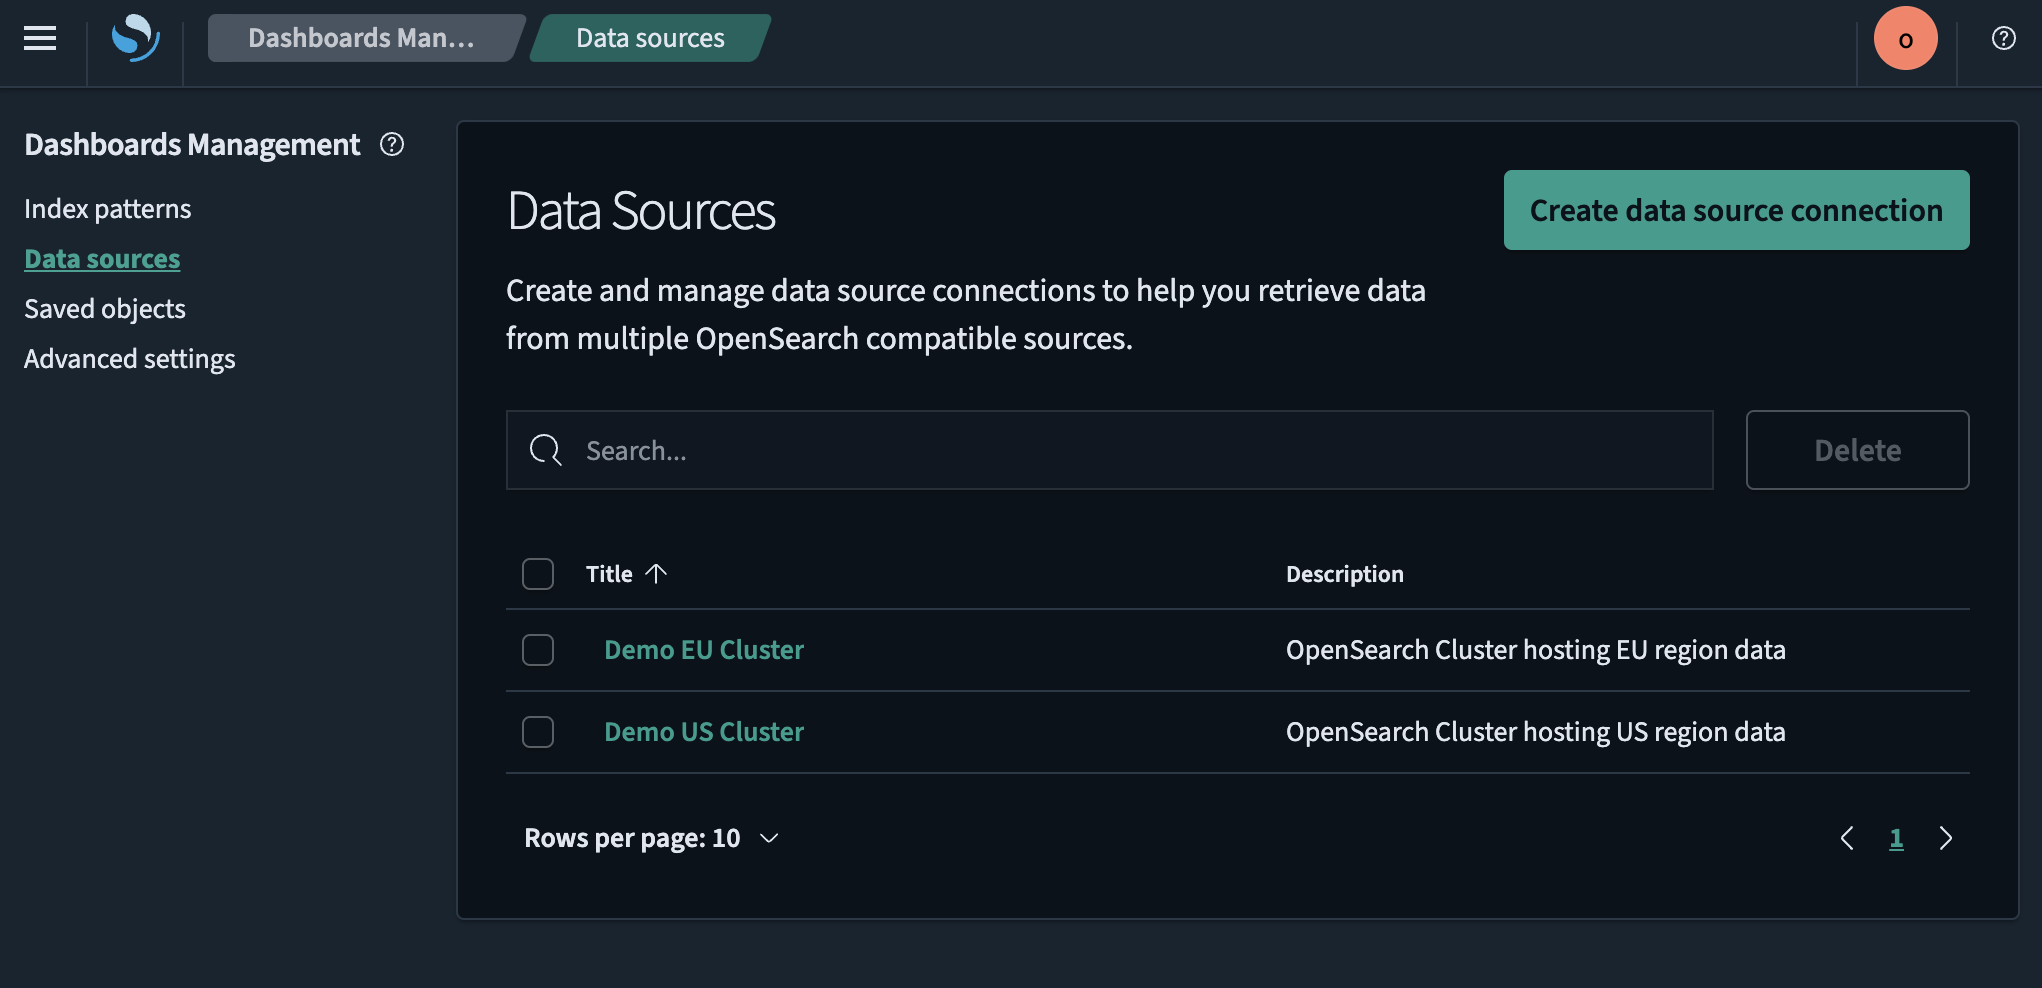 Dashboards Man...
Data sources
o
Dashboards Management
Index patterns
Data sources
Saved objects
Advanced settings
Data Sources
Create data source connection
Create and manage data source connections to help you retrieve data
from multiple OpenSearch compatible sources.
Search...
Delete
Title
Description
Demo EU Cluster
OpenSearch Cluster hosting EU region data
Demo US Cluster
OpenSearch Cluster hosting US region data
Rows per page: 10
1